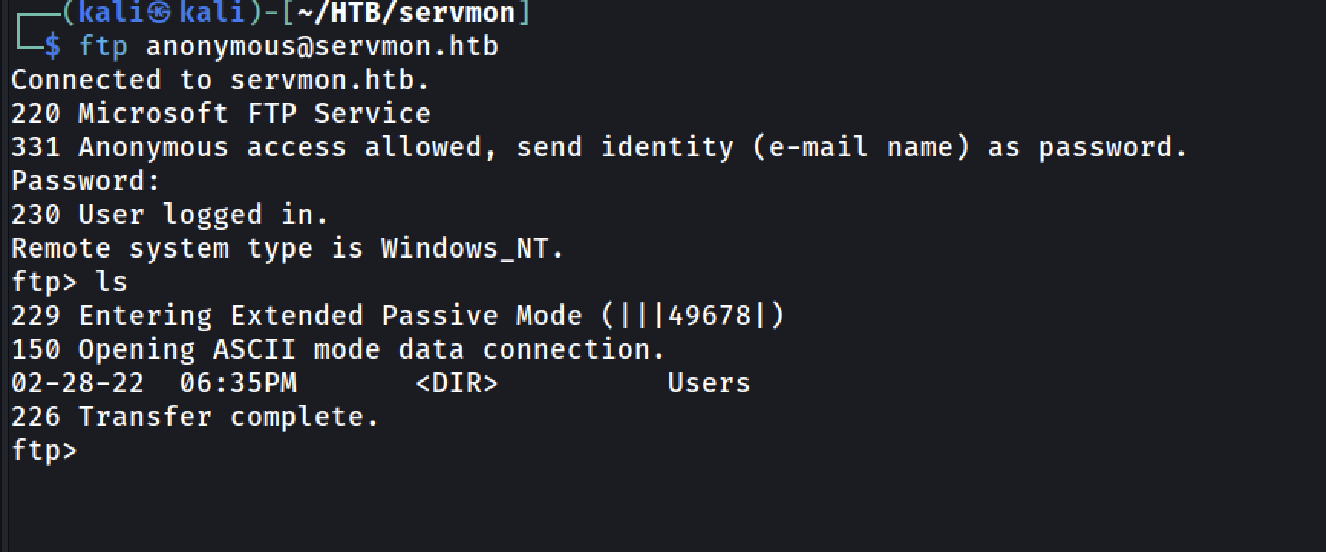 ┌──(kali㉿kali)-[~/HTB/servmon]
└─$ ftp anonymous@servmon.htb
Connected to servmon.htb.
220 Microsoft FTP Service
331 Anonymous access allowed, send identity (e-mail name) as password.
Password:
230 User logged in.
Remote system type is Windows_NT.
ftp> ls
229 Entering Extended Passive Mode (|||49678|)
150 Opening ASCII mode data connection.
02-28-22  06:35PM       <DIR>          Users
226 Transfer complete.
ftp>